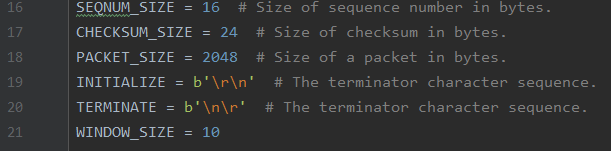 16 SEQNUM_SIZE = 16  # Size of sequence number in bytes.
17 CHECKSUM_SIZE = 24  # Size of checksum in bytes.
18 PACKET_SIZE = 2048  # Size of a packet in bytes.
19 INITIALIZE = b'\r\n'  # The terminator character sequence.
20 TERMINATE = b'\n\r'  # The terminator character sequence.
21 WINDOW_SIZE = 10